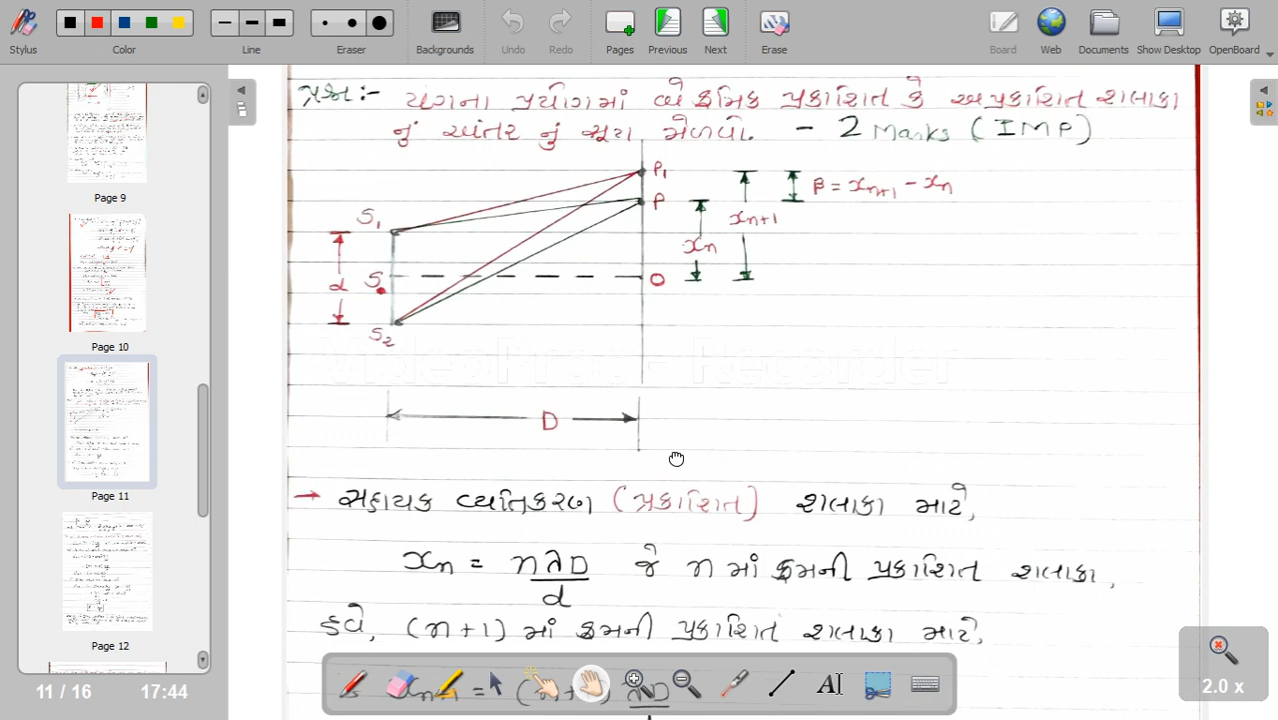 Stylus
Color
Line
Eraser
Backgrounds
Undo
Redo
Pages
Previous
Next
Erase
Board
Web
Documents
Show Desktop
OpenBoard
Page 9
Page 10
Page 11
Page 12
11 / 16 17:44
પ્રશ્ન :- યંગના પ્રયોગમાં બે ક્રમિક પ્રકાશિત કે અપ્રકાશિત શલાકા
નું અંતર નું સૂત્ર મેળવો. - 2 Marks (IMP)
P₁
β = xₙ₊₁ - xₙ
P
S₁
xₙ₊₁
xₙ
d
S
O
S₂
VideoProc - Recorder
D
→ સહાયક વ્યતિકરણ (પ્રકાશિત) શલાકા માટે,
xₙ = nλD/d જે n માં ક્રમની પ્રકાશિત શલાકા,
હવે, (n+1) માં ક્રમની પ્રકાશિત શલાકા માટે,
2.0 x